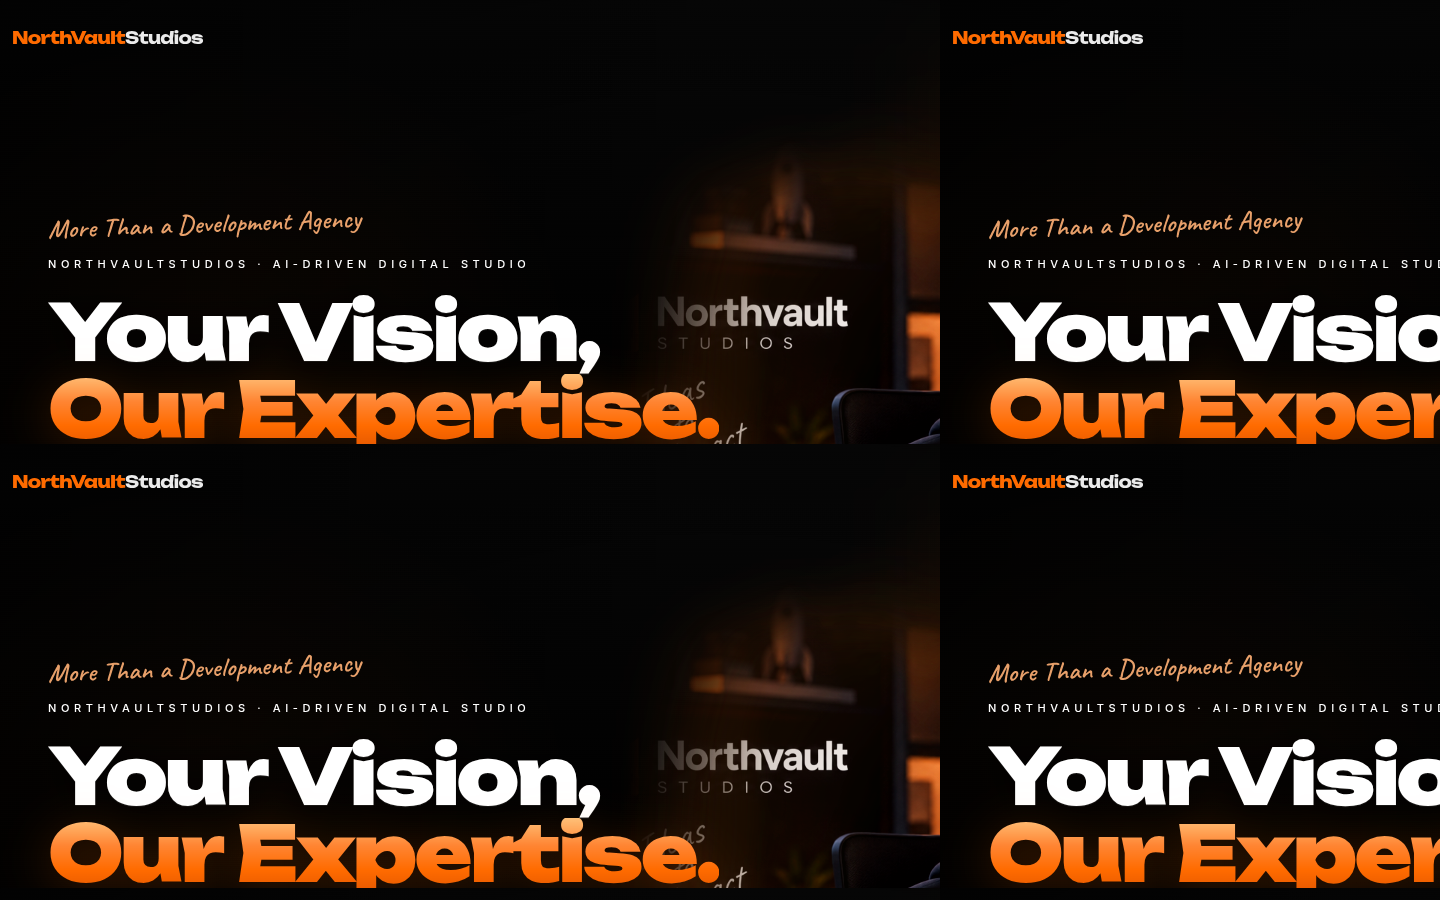 NorthVaultStudios
More Than a Development Agency
NORTHVAULTSTUDIOS · AI-DRIVEN DIGITAL STUDIO
Your Vision,
Our Expertise.
Northvault
STUDIOS
NorthVaultStudios
More Than a Development Agency
NORTHVAULTSTUDIOS · AI-DRIVEN DIGITAL STUD
Your Visio
Our Exper
NorthVaultStudios
More Than a Development Agency
NORTHVAULTSTUDIOS · AI-DRIVEN DIGITAL STUDIO
Your Vision,
Our Expertise.
Northvault
STUDIOS
NorthVaultStudios
More Than a Development Agency
NORTHVAULTSTUDIOS · AI-DRIVEN DIGITAL STUD
Your Visio
Our Exper